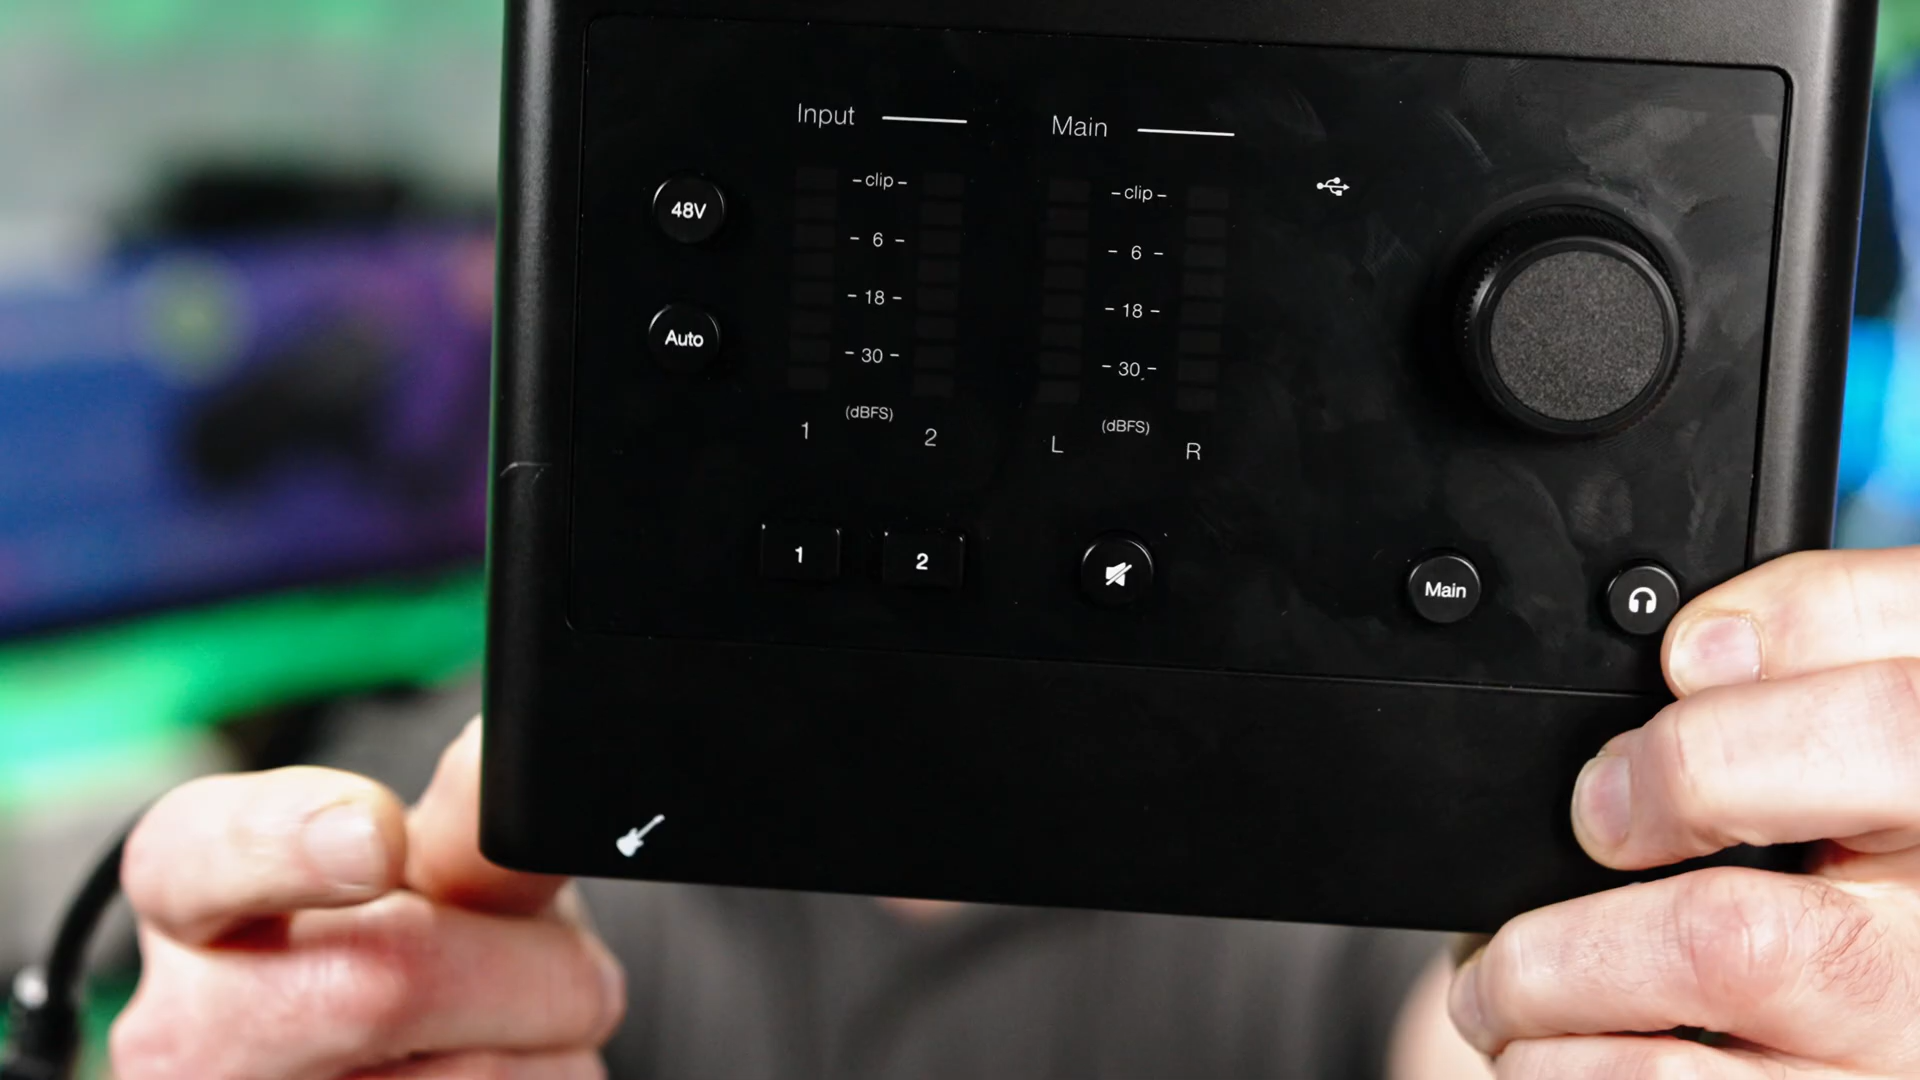 Input
Main
-clip-
-clip-
48V
- 6 -
- 6 -
- 18 -
- 18 -
Auto
- 30 -
- 30 -
(dBFS)
(dBFS)
1
2
L
R
1
2
Main